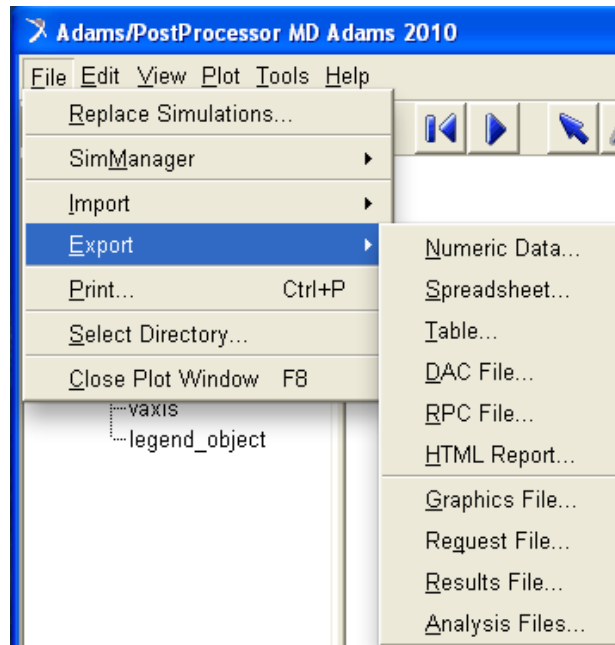 Adams/PostProcessor MD Adams 2010
File Edit View Plot Tools Help
Replace Simulations...
SimManager
Import
Export
Print... Ctrl+P
Select Directory...
Close Plot Window F8
vaxis
legend_object
Numeric Data...
Spreadsheet...
Table...
DAC File...
RPC File...
HTML Report...
Graphics File...
Request File...
Results File...
Analysis Files...